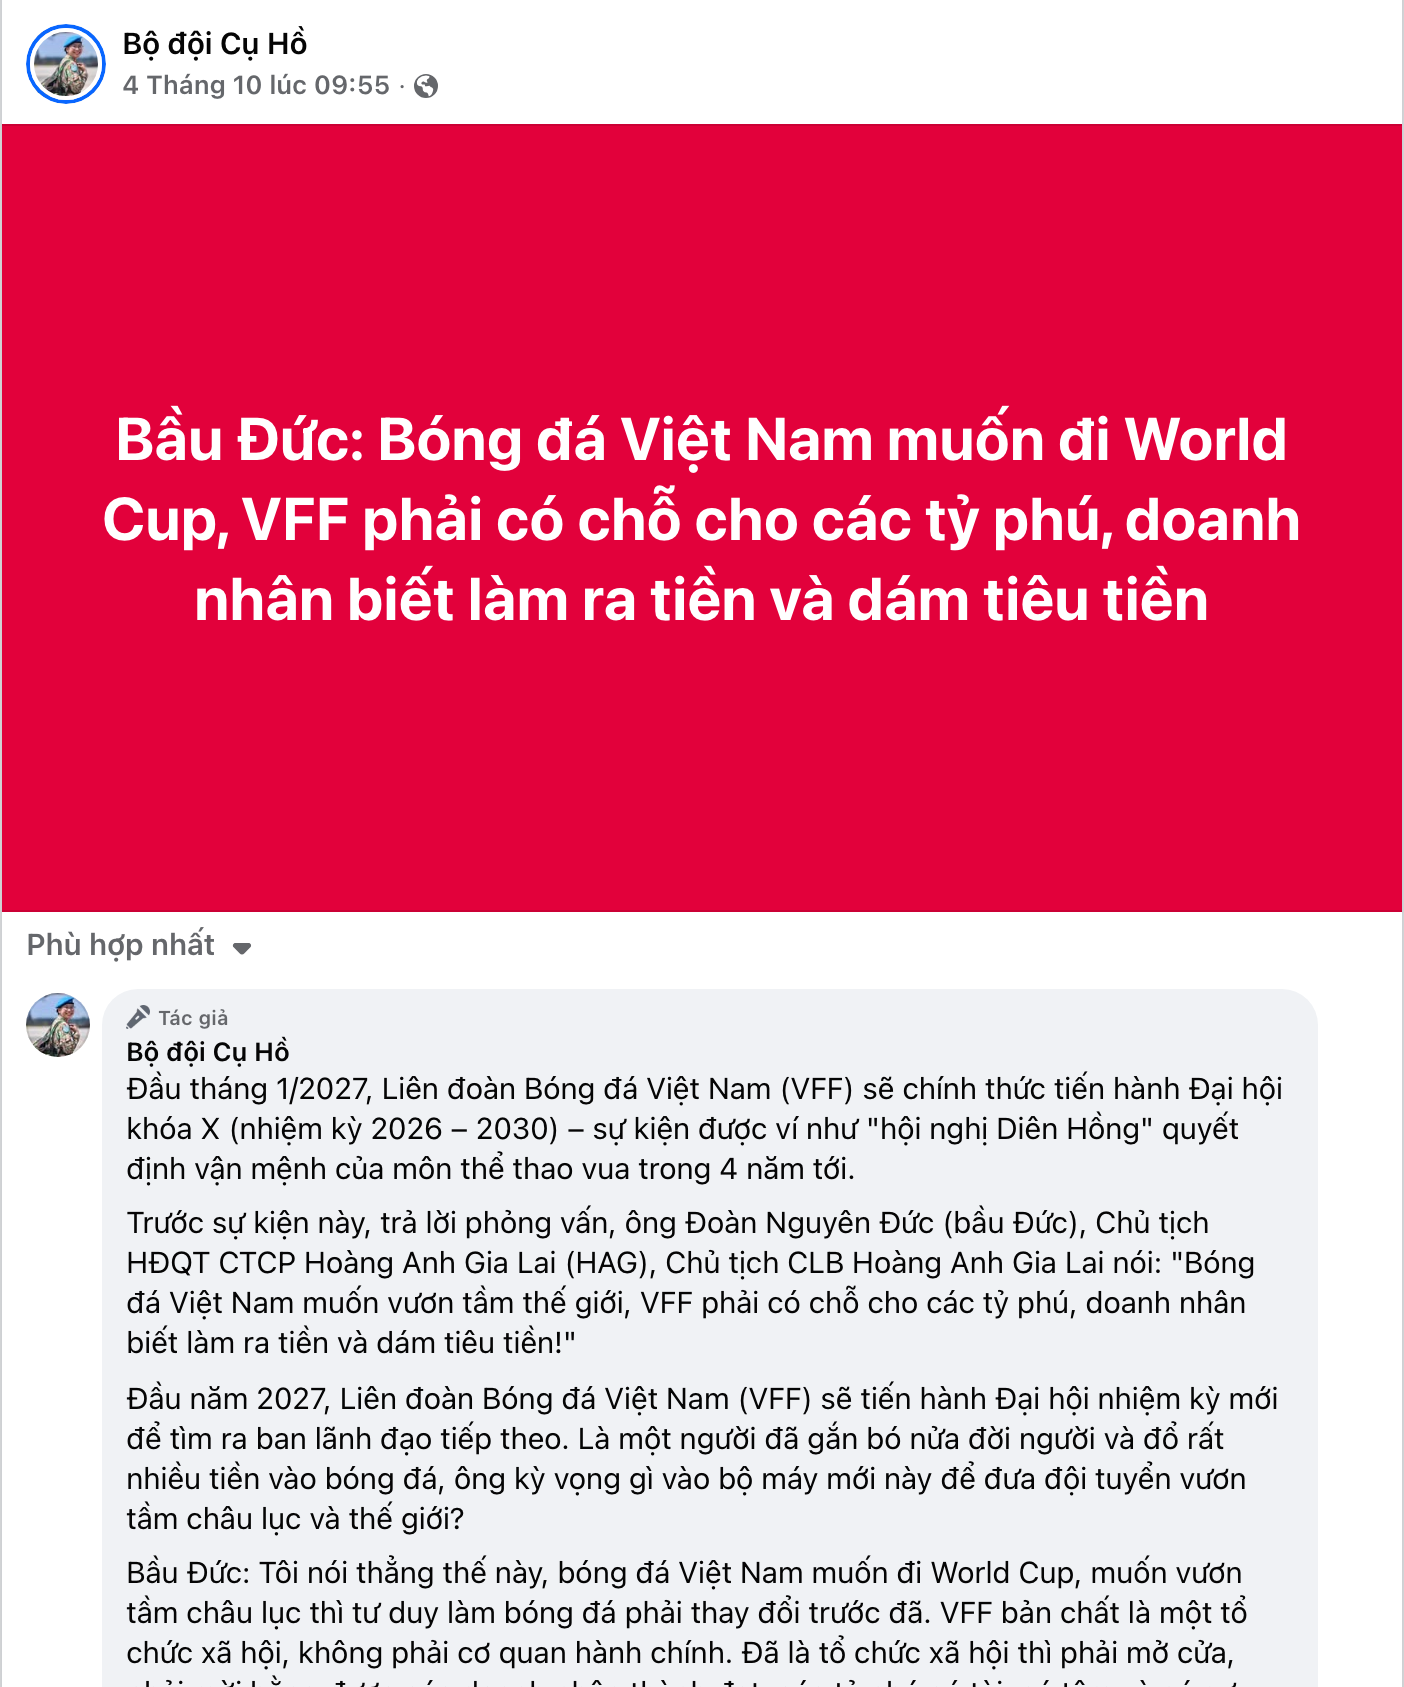 Bộ đội Cụ Hồ
4 Tháng 10 lúc 09:55 ·
Bầu Đức: Bóng đá Việt Nam muốn đi World
Cup, VFF phải có chỗ cho các tỷ phú, doanh
nhân biết làm ra tiền và dám tiêu tiền
Phù hợp nhất
Tác giả
Bộ đội Cụ Hồ
Đầu tháng 1/2027, Liên đoàn Bóng đá Việt Nam (VFF) sẽ chính thức tiến hành Đại hội
khóa X (nhiệm kỳ 2026 – 2030) – sự kiện được ví như "hội nghị Diên Hồng" quyết
định vận mệnh của môn thể thao vua trong 4 năm tới.
Trước sự kiện này, trả lời phỏng vấn, ông Đoàn Nguyên Đức (bầu Đức), Chủ tịch
HĐQT CTCP Hoàng Anh Gia Lai (HAG), Chủ tịch CLB Hoàng Anh Gia Lai nói: "Bóng
đá Việt Nam muốn vươn tầm thế giới, VFF phải có chỗ cho các tỷ phú, doanh nhân
biết làm ra tiền và dám tiêu tiền!"
Đầu năm 2027, Liên đoàn Bóng đá Việt Nam (VFF) sẽ tiến hành Đại hội nhiệm kỳ mới
để tìm ra ban lãnh đạo tiếp theo. Là một người đã gắn bó nửa đời người và đổ rất
nhiều tiền vào bóng đá, ông kỳ vọng gì vào bộ máy mới này để đưa đội tuyển vươn
tầm châu lục và thế giới?
Bầu Đức: Tôi nói thẳng thế này, bóng đá Việt Nam muốn đi World Cup, muốn vươn
tầm châu lục thì tư duy làm bóng đá phải thay đổi trước đã. VFF bản chất là một tổ
chức xã hội, không phải cơ quan hành chính. Đã là tổ chức xã hội thì phải mở cửa,